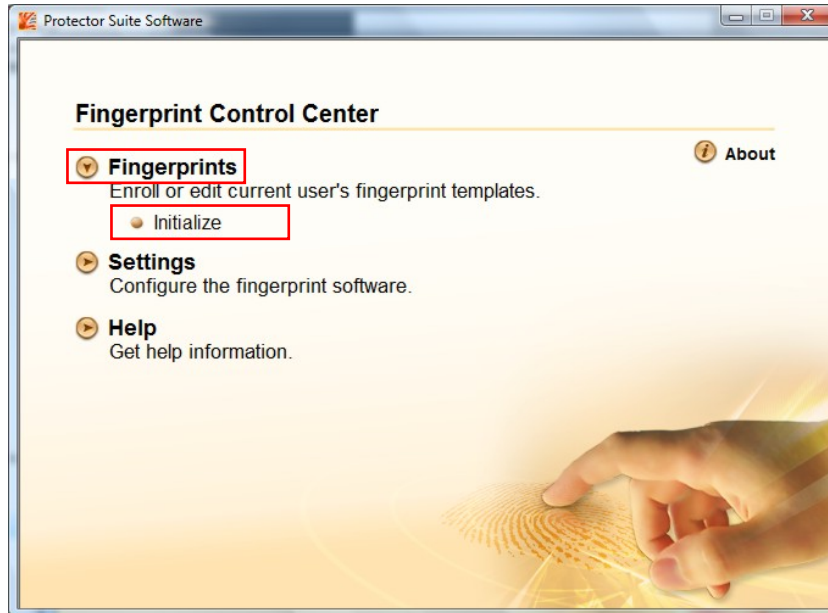 Protector Suite Software
Fingerprint Control Center
About
Fingerprints
Enroll or edit current user's fingerprint templates.
Initialize
Settings
Configure the fingerprint software.
Help
Get help information.